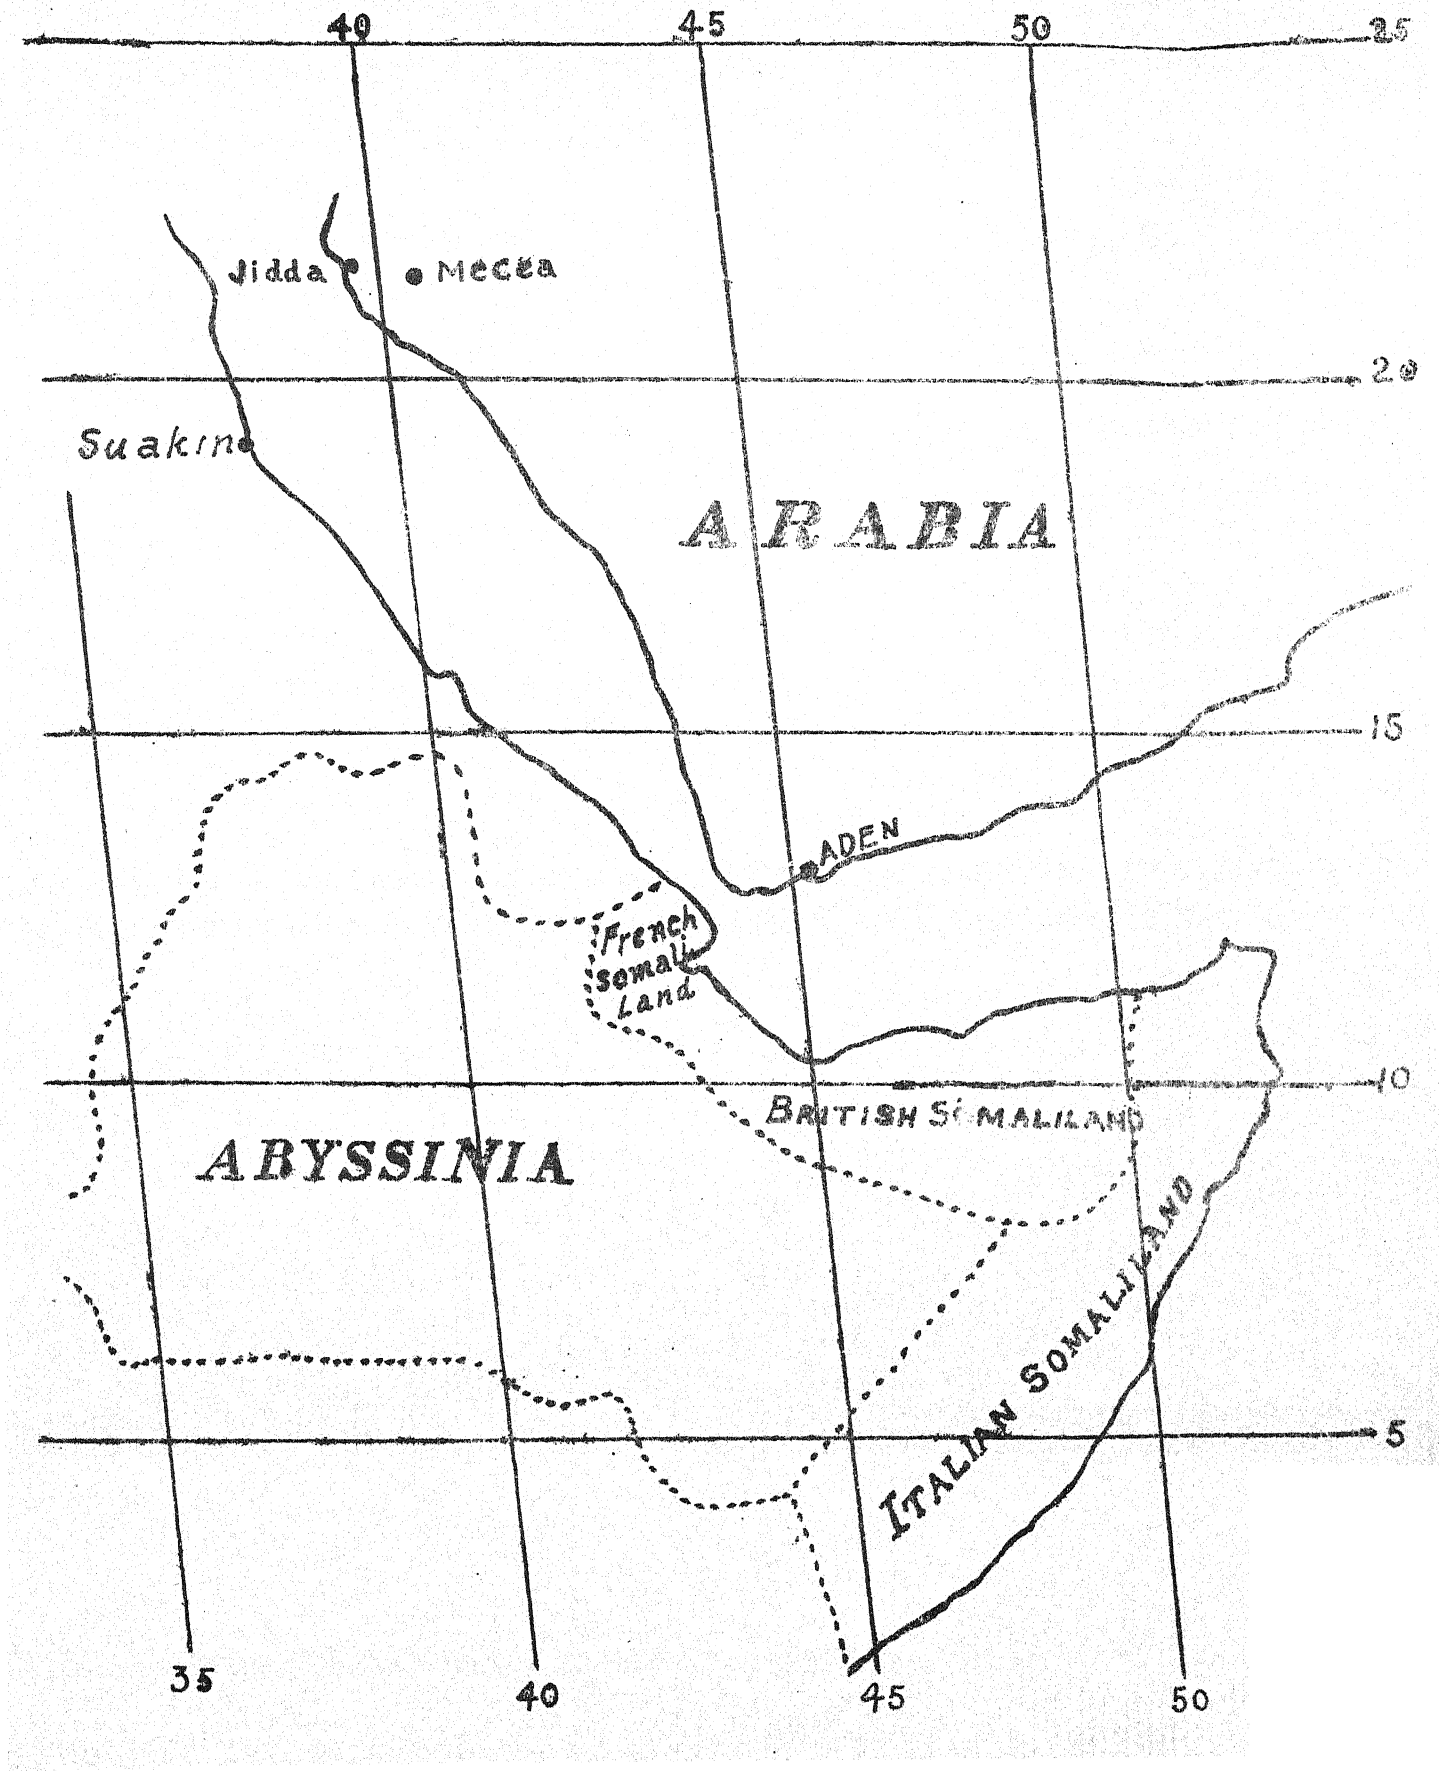 40 45 50 25
Jidda Mecca
20
Suakin
ARABIA
15
ADEN
French
Somali
Land
10
BRITISH SOMALILAND
ABYSSINIA
ITALIAN SOMALILAND
5
35 40 45 50